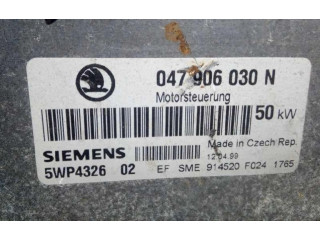 047 906 030 N
Motorsteuerung
50 kW
SIEMENS
Made in Czech Rep.
12.04.99
5WP4326 02
EF SME 914520 F024 1765